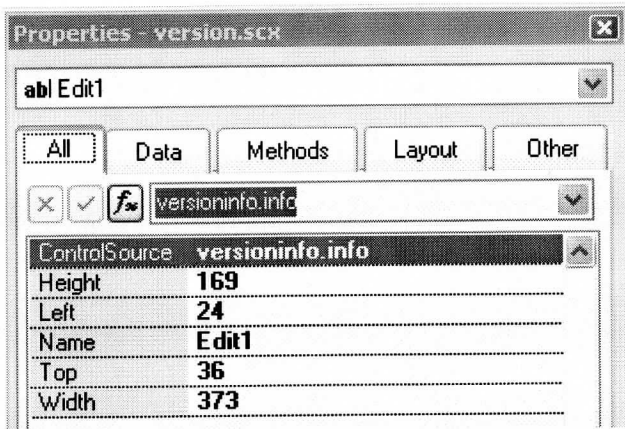 Properties - version.scx
abl Edit1
All Data Methods Layout Other
fx versioninfo.info
ControlSource versioninfo.info
Height 169
Left 24
Name Edit1
Top 36
Width 373